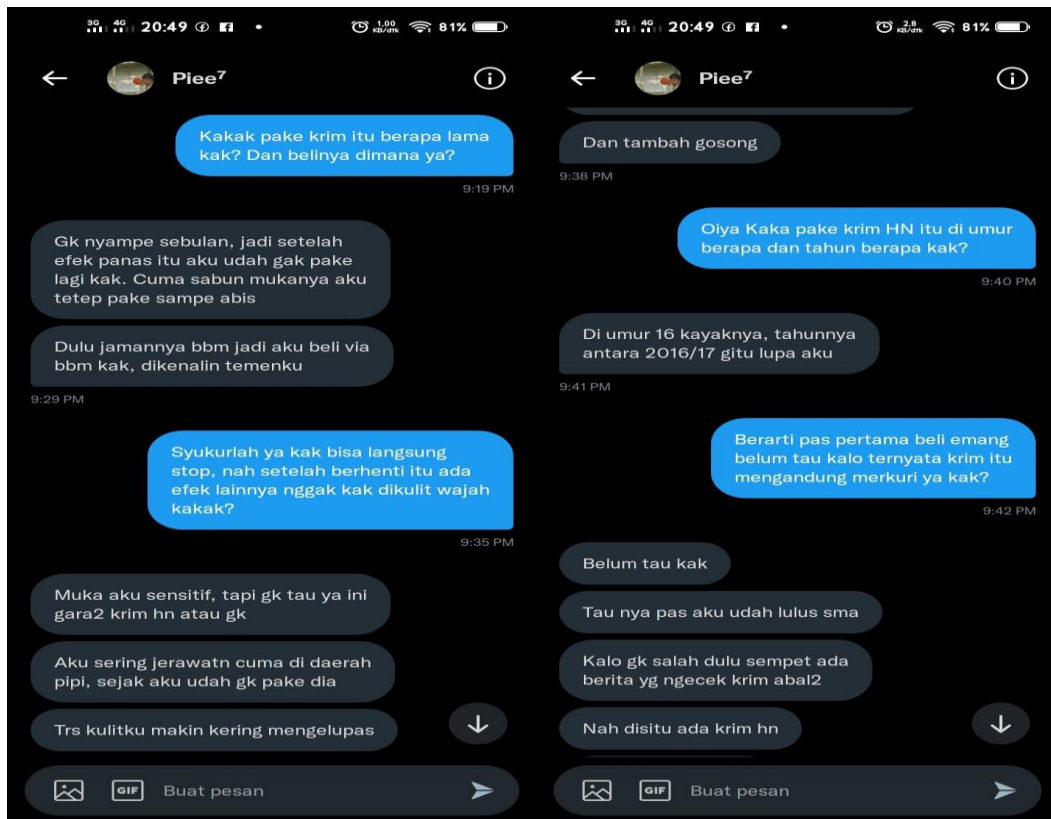 3G 4G 20:49
1.00 KB/dtk 81%
Piee⁷
Kakak pake krim itu berapa lama
kak? Dan belinya dimana ya?
9:19 PM
Gk nyampe sebulan, jadi setelah
efek panas itu aku udah gak pake
lagi kak. Cuma sabun mukanya aku
tetep pake sampe abis
Dulu jamannya bbm jadi aku beli via
bbm kak, dikenalin temenku
9:29 PM
Syukurlah ya kak bisa langsung
stop, nah setelah berhenti itu ada
efek lainnya nggak kak dikulit wajah
kakak?
9:35 PM
Muka aku sensitif, tapi gk tau ya ini
gara2 krim hn atau gk
Aku sering jerawatn cuma di daerah
pipi, sejak aku udah gk pake dia
Trs kulitku makin kering mengelupas
GIF Buat pesan
3G 4G 20:49
2,8 KB/dtk 81%
Piee⁷
Dan tambah gosong
9:38 PM
Oiya Kaka pake krim HN itu di umur
berapa dan tahun berapa kak?
9:40 PM
Di umur 16 kayaknya, tahunnya
antara 2016/17 gitu lupa aku
9:41 PM
Berarti pas pertama beli emang
belum tau kalo ternyata krim itu
mengandung merkuri ya kak?
9:42 PM
Belum tau kak
Tau nya pas aku udah lulus sma
Kalo gk salah dulu sempet ada
berita yg ngecek krim abal2
Nah disitu ada krim hn
GIF Buat pesan